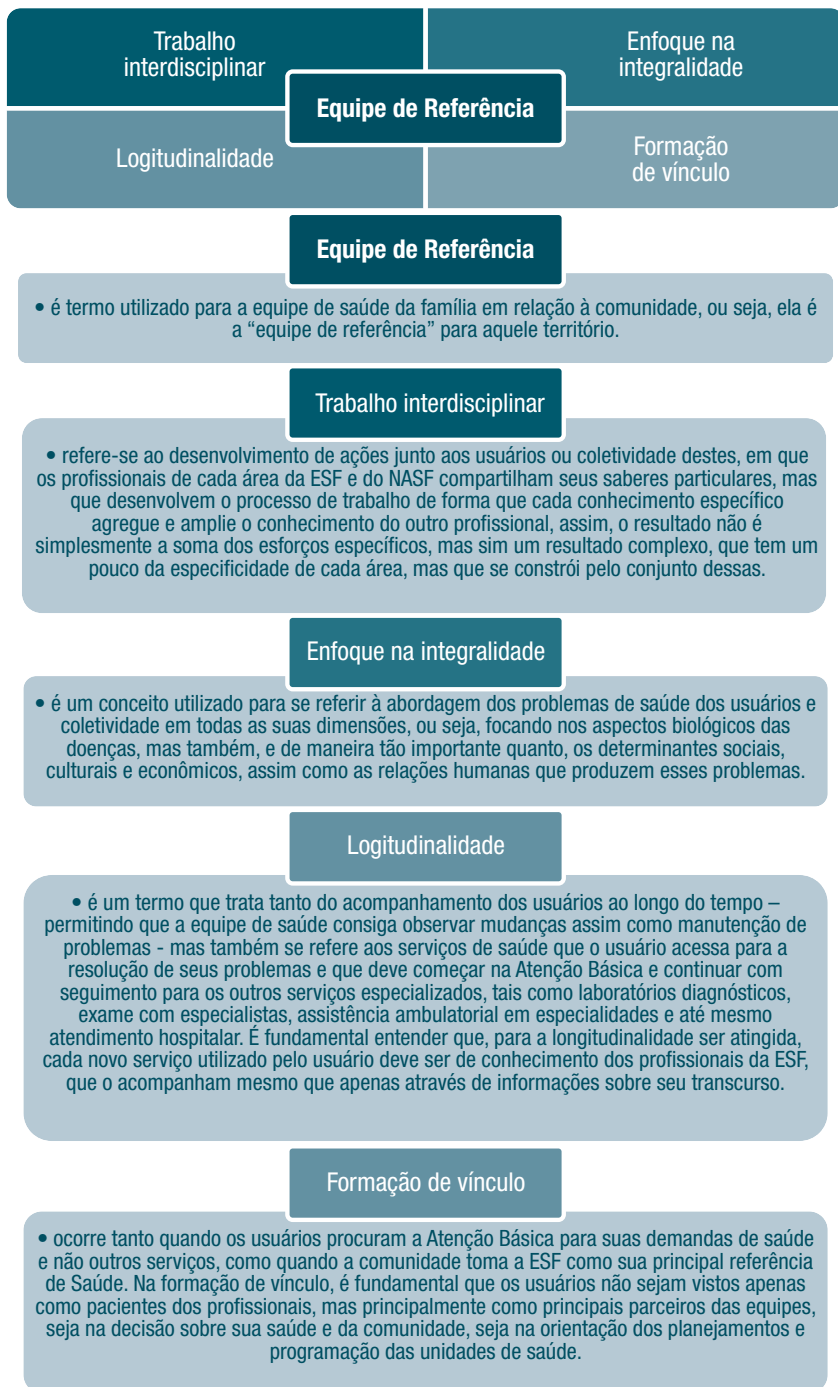 Trabalho
interdisciplinar
Enfoque na
integralidade
Equipe de Referência
Logitudinalidade
Formação
de vínculo
Equipe de Referência
• é termo utilizado para a equipe de saúde da família em relação à comunidade, ou seja, ela é
a “equipe de referência” para aquele território.
Trabalho interdisciplinar
• refere-se ao desenvolvimento de ações junto aos usuários ou coletividade destes, em que
os profissionais de cada área da ESF e do NASF compartilham seus saberes particulares, mas
que desenvolvem o processo de trabalho de forma que cada conhecimento específico
agregue e amplie o conhecimento do outro profissional, assim, o resultado não é
simplesmente a soma dos esforços específicos, mas sim um resultado complexo, que tem um
pouco da especificidade de cada área, mas que se constrói pelo conjunto dessas.
Enfoque na integralidade
• é um conceito utilizado para se referir à abordagem dos problemas de saúde dos usuários e
coletividade em todas as suas dimensões, ou seja, focando nos aspectos biológicos das
doenças, mas também, e de maneira tão importante quanto, os determinantes sociais,
culturais e econômicos, assim como as relações humanas que produzem esses problemas.
Logitudinalidade
• é um termo que trata tanto do acompanhamento dos usuários ao longo do tempo –
permitindo que a equipe de saúde consiga observar mudanças assim como manutenção de
problemas - mas também se refere aos serviços de saúde que o usuário acessa para a
resolução de seus problemas e que deve começar na Atenção Básica e continuar com
seguimento para os outros serviços especializados, tais como laboratórios diagnósticos,
exame com especialistas, assistência ambulatorial em especialidades e até mesmo
atendimento hospitalar. É fundamental entender que, para a longitudinalidade ser atingida,
cada novo serviço utilizado pelo usuário deve ser de conhecimento dos profissionais da ESF,
que o acompanham mesmo que apenas através de informações sobre seu transcurso.
Formação de vínculo
• ocorre tanto quando os usuários procuram a Atenção Básica para suas demandas de saúde
e não outros serviços, como quando a comunidade toma a ESF como sua principal referência
de Saúde. Na formação de vínculo, é fundamental que os usuários não sejam vistos apenas
como pacientes dos profissionais, mas principalmente como principais parceiros das equipes,
seja na decisão sobre sua saúde e da comunidade, seja na orientação dos planejamentos e
programação das unidades de saúde.